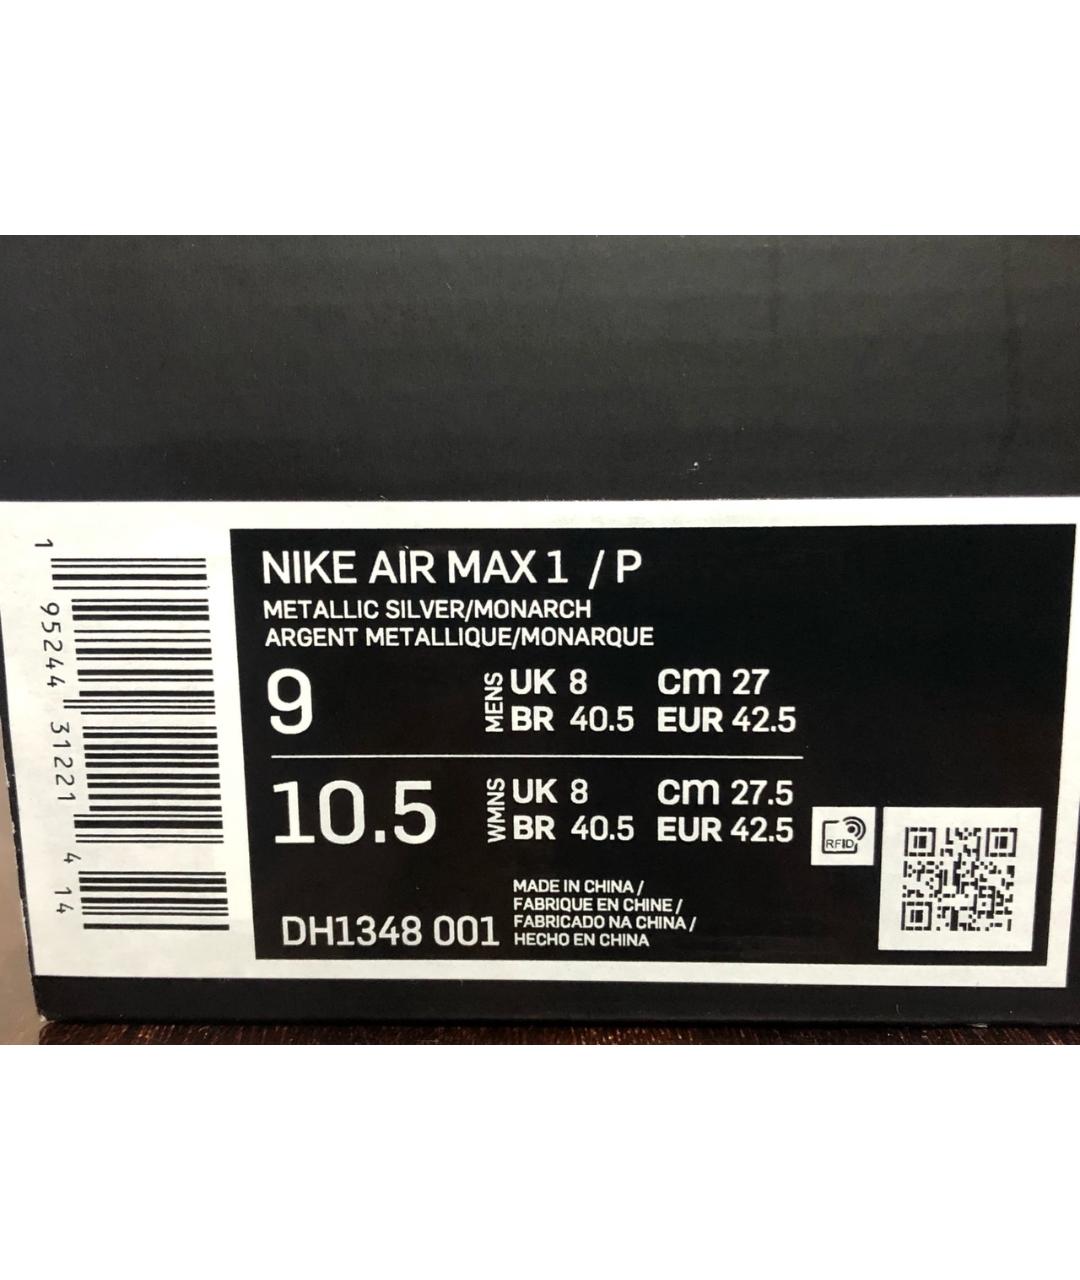 NIKE AIR MAX 1 / P
METALLIC SILVER/MONARCH
ARGENT METALLIQUE/MONARQUE
9
MENS
UK 8 CM 27
BR 40.5 EUR 42.5
10.5
WMNS
UK 8 CM 27.5
BR 40.5 EUR 42.5
RFID
MADE IN CHINA /
FABRIQUE EN CHINE /
FABRICADO NA CHINA /
HECHO EN CHINA
DH1348 001
1 95244 31221 4 14